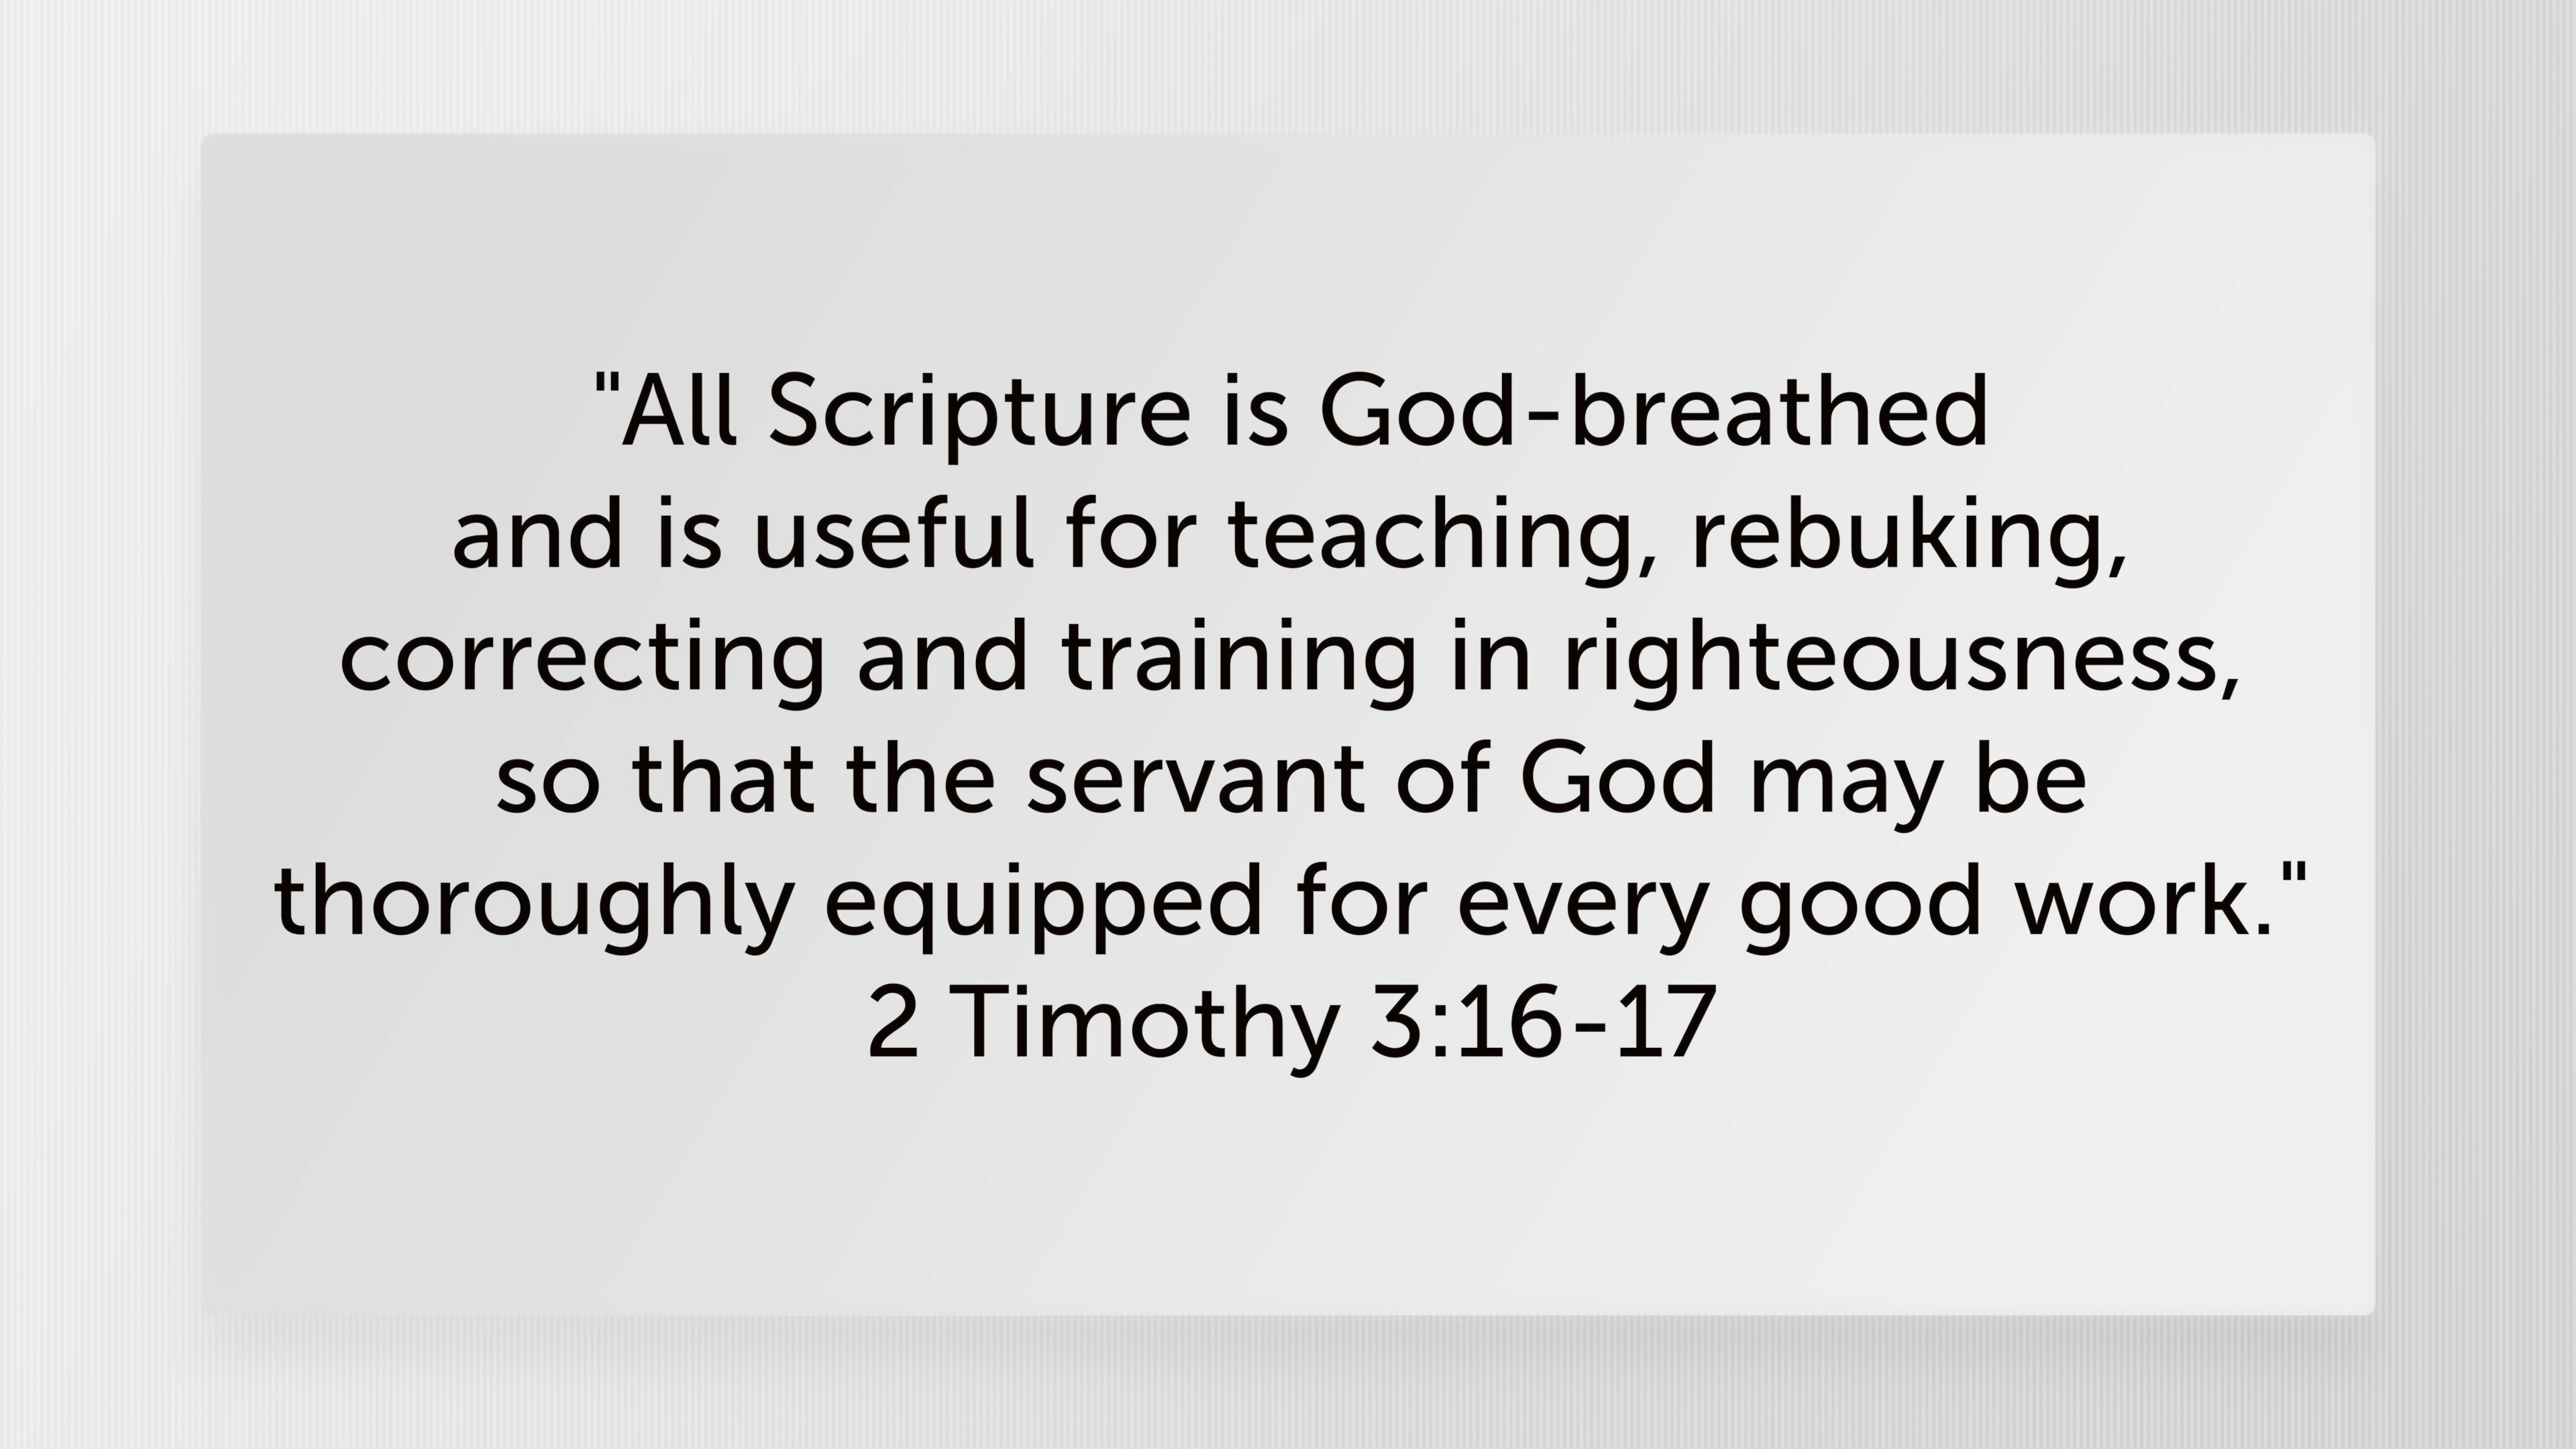 "All Scripture is God-breathed
and is useful for teaching, rebuking,
correcting and training in righteousness,
so that the servant of God may be
thoroughly equipped for every good work."
2 Timothy 3:16-17